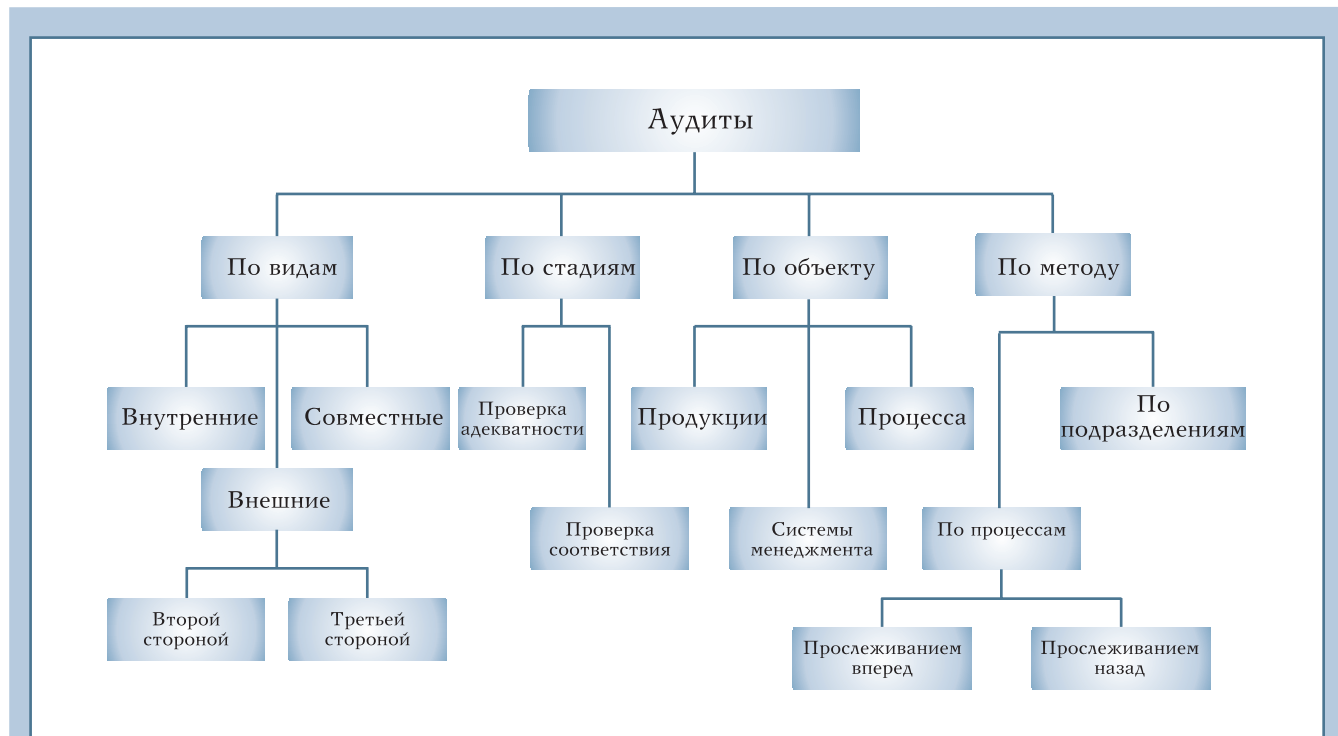 Аудиты
По видам
По стадиям
По объекту
По методу
Внутренние
Совместные
Проверка
адекватности
Продукции
Процесса
По
подразделениям
Внешние
Проверка
соответствия
Системы
менеджмента
По процессам
Второй
стороной
Третьей
стороной
Прослеживанием
вперед
Прослеживанием
назад